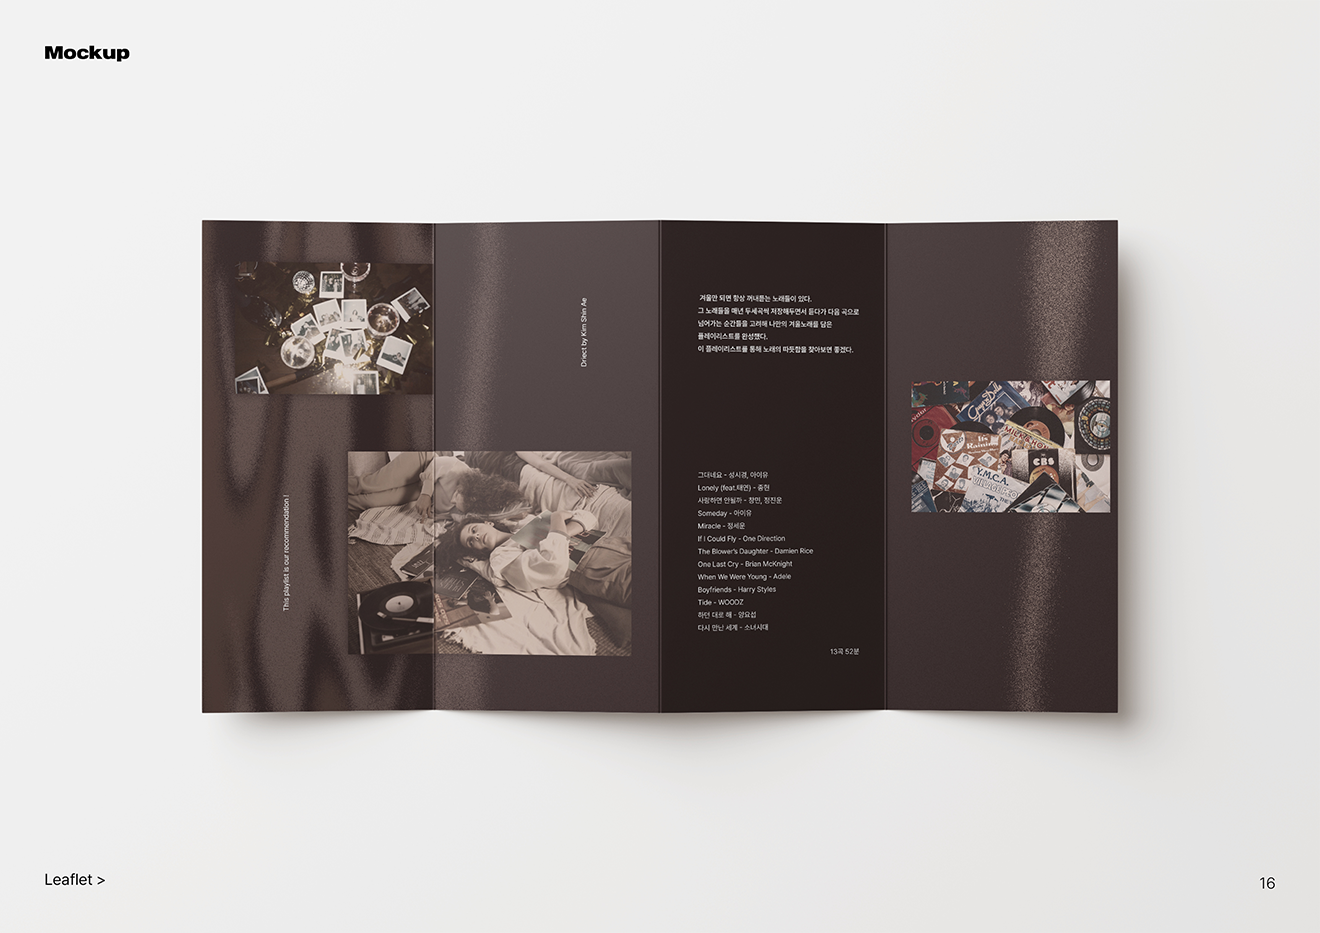 Mockup
This playlist is our recommendation !
Driect by Kim Shin Ae
겨울만 되면 항상 꺼내듣는 노래들이 있다.
그 노래들을 매년 두세곡씩 저장해두면서 듣다가 다음 곡으로
넘어가는 순간들을 고려해 나만의 겨울노래를 담은
플레이리스트를 완성했다.
이 플레이리스트를 통해 노래의 따뜻함을 찾아보면 좋겠다.
그대네요 - 성시경, 아이유
Lonely (feat.태연) - 종현
사랑하면 안될까 - 창민, 정진운
Someday - 아이유
Miracle - 정세운
If I Could Fly - One Direction
The Blower's Daughter - Damien Rice
One Last Cry - Brian McKnight
When We Were Young - Adele
Boyfriends - Harry Styles
Tide - WOODZ
하던 대로 해 - 양요섭
다시 만난 세계 - 소녀시대
13곡 52분
It's
Raining
CBS
Y.M.C.A.
VILLAGE PEO
Leaflet >
16